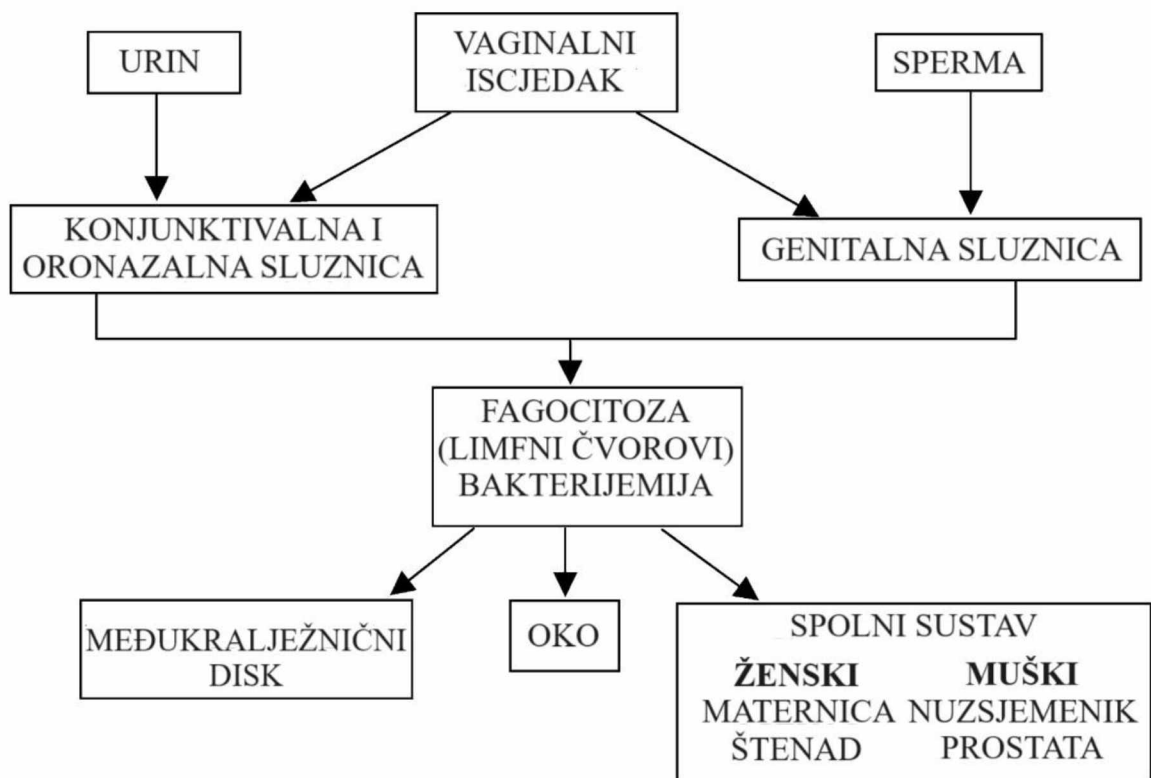 URIN
VAGINALNI
ISCJEDAK
SPERMA
KONJUNKTIVALNA I
ORONAZALNA SLUZNICA
GENITALNA SLUZNICA
FAGOCITOZA
(LIMFNI ČVOROVI)
BAKTERIJEMIJA
MEĐUKRALJEŽNIČNI
DISK
OKO
SPOLNI SUSTAV
ŽENSKI MUŠKI
MATERNICA NUZSJEMENIK
ŠTENAD PROSTATA